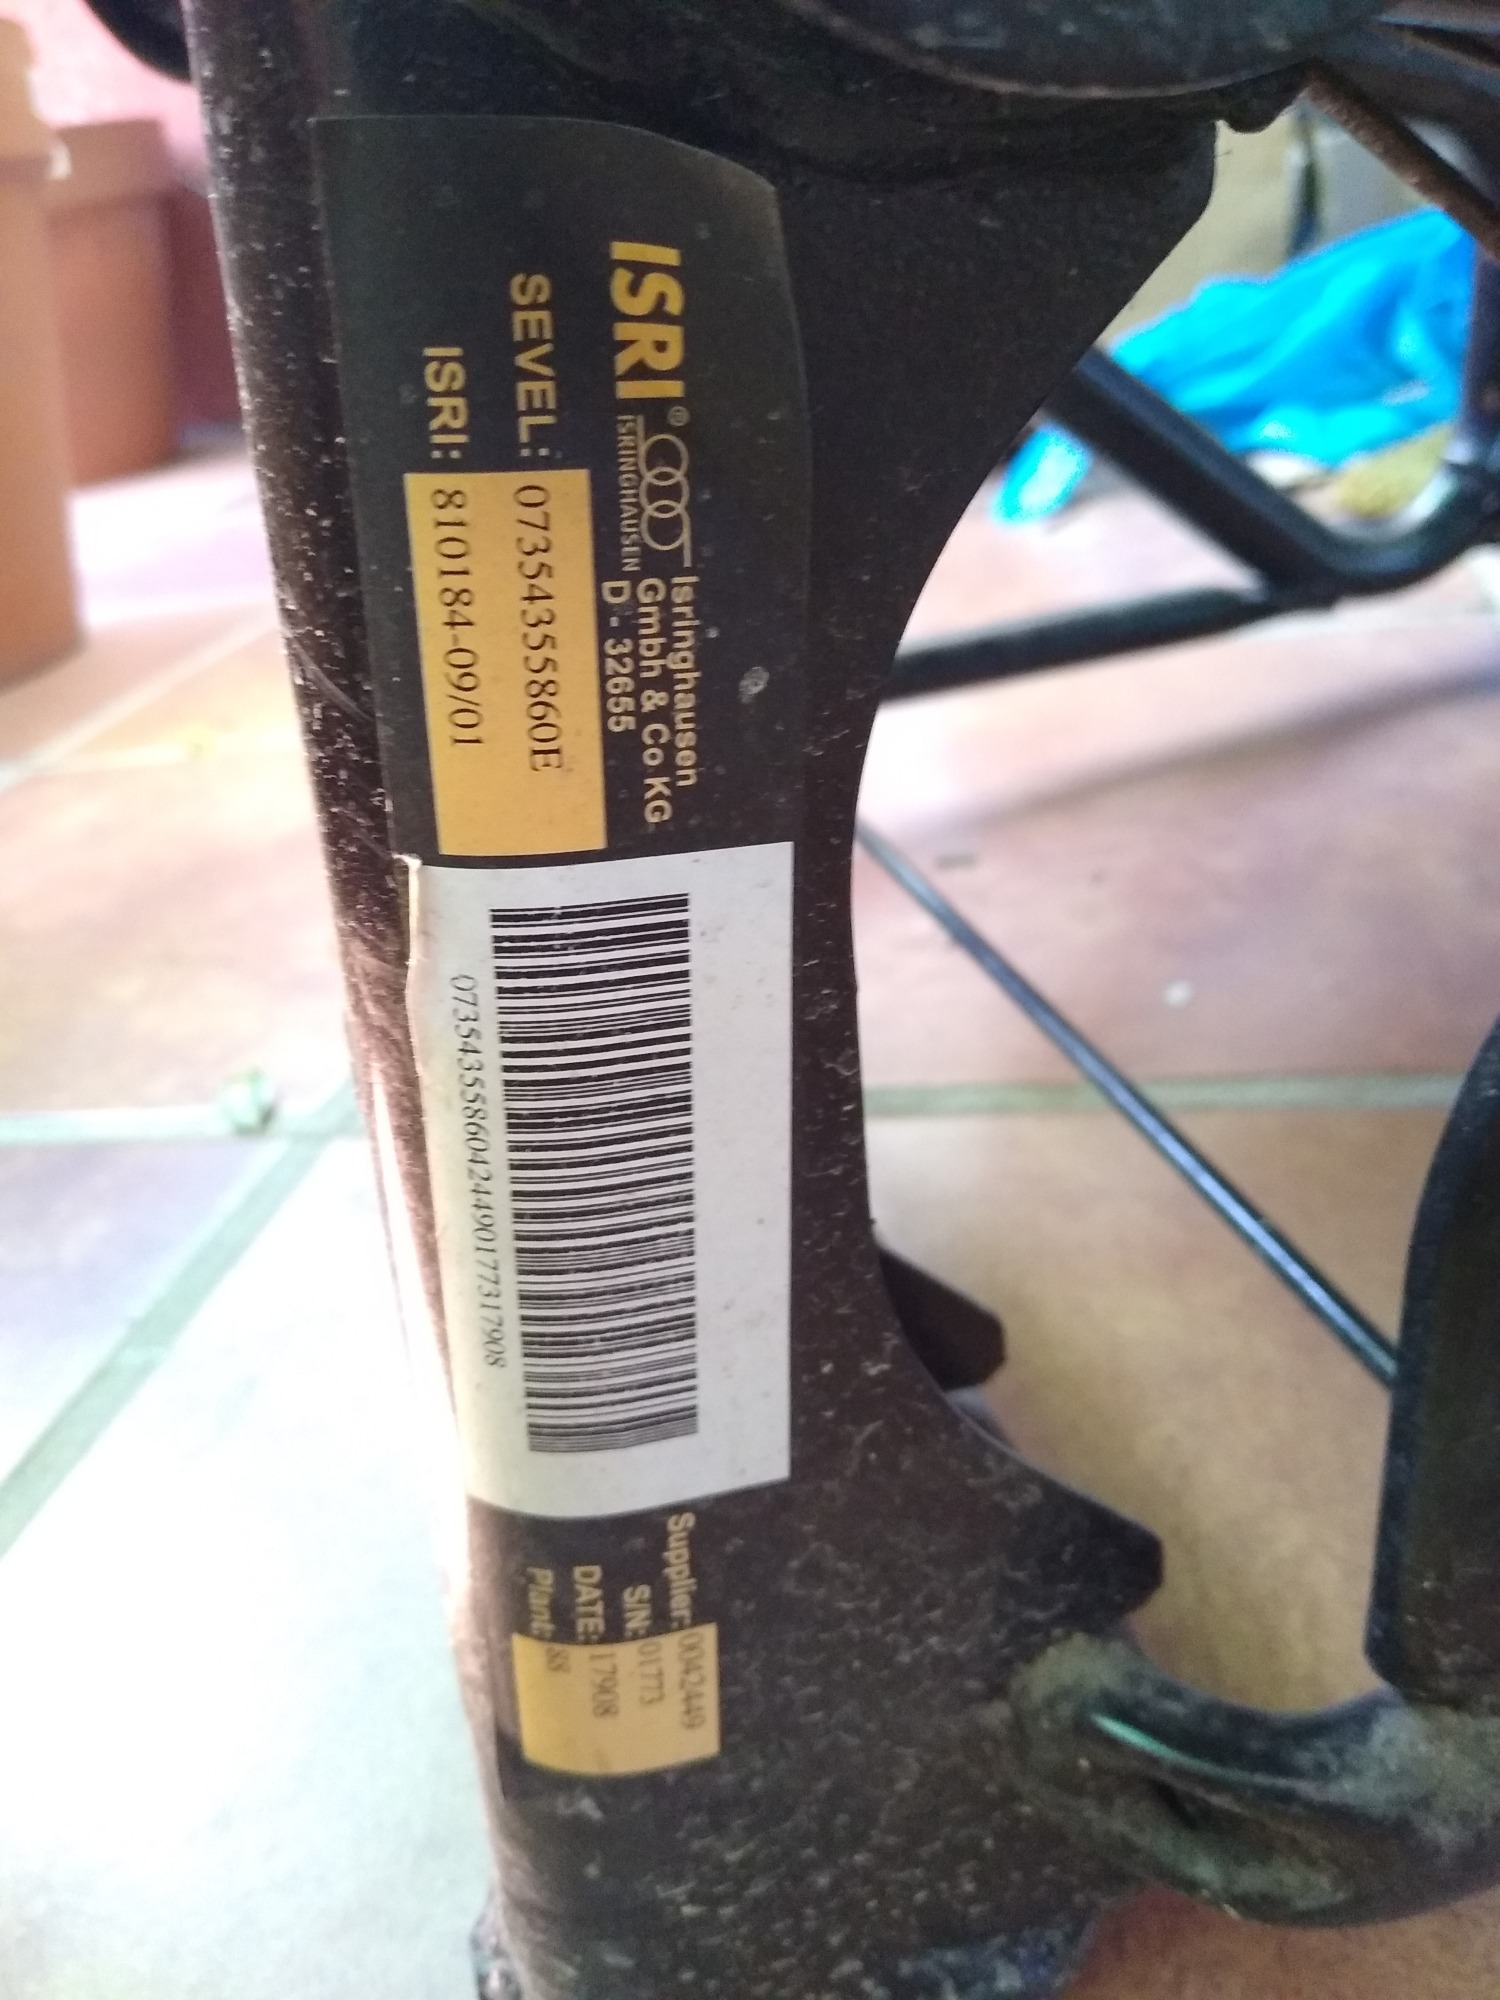 ISRI®
ISRINGHAUSEN
Isringhausen
Gmbh & Co.KG
D - 32655
SEVEL: 07354355860E
ISRI: 810184-09/01
07354355860424490177317908
Supplier: 0042449
S/N: 01773
DATE: 17908
Plant: 88